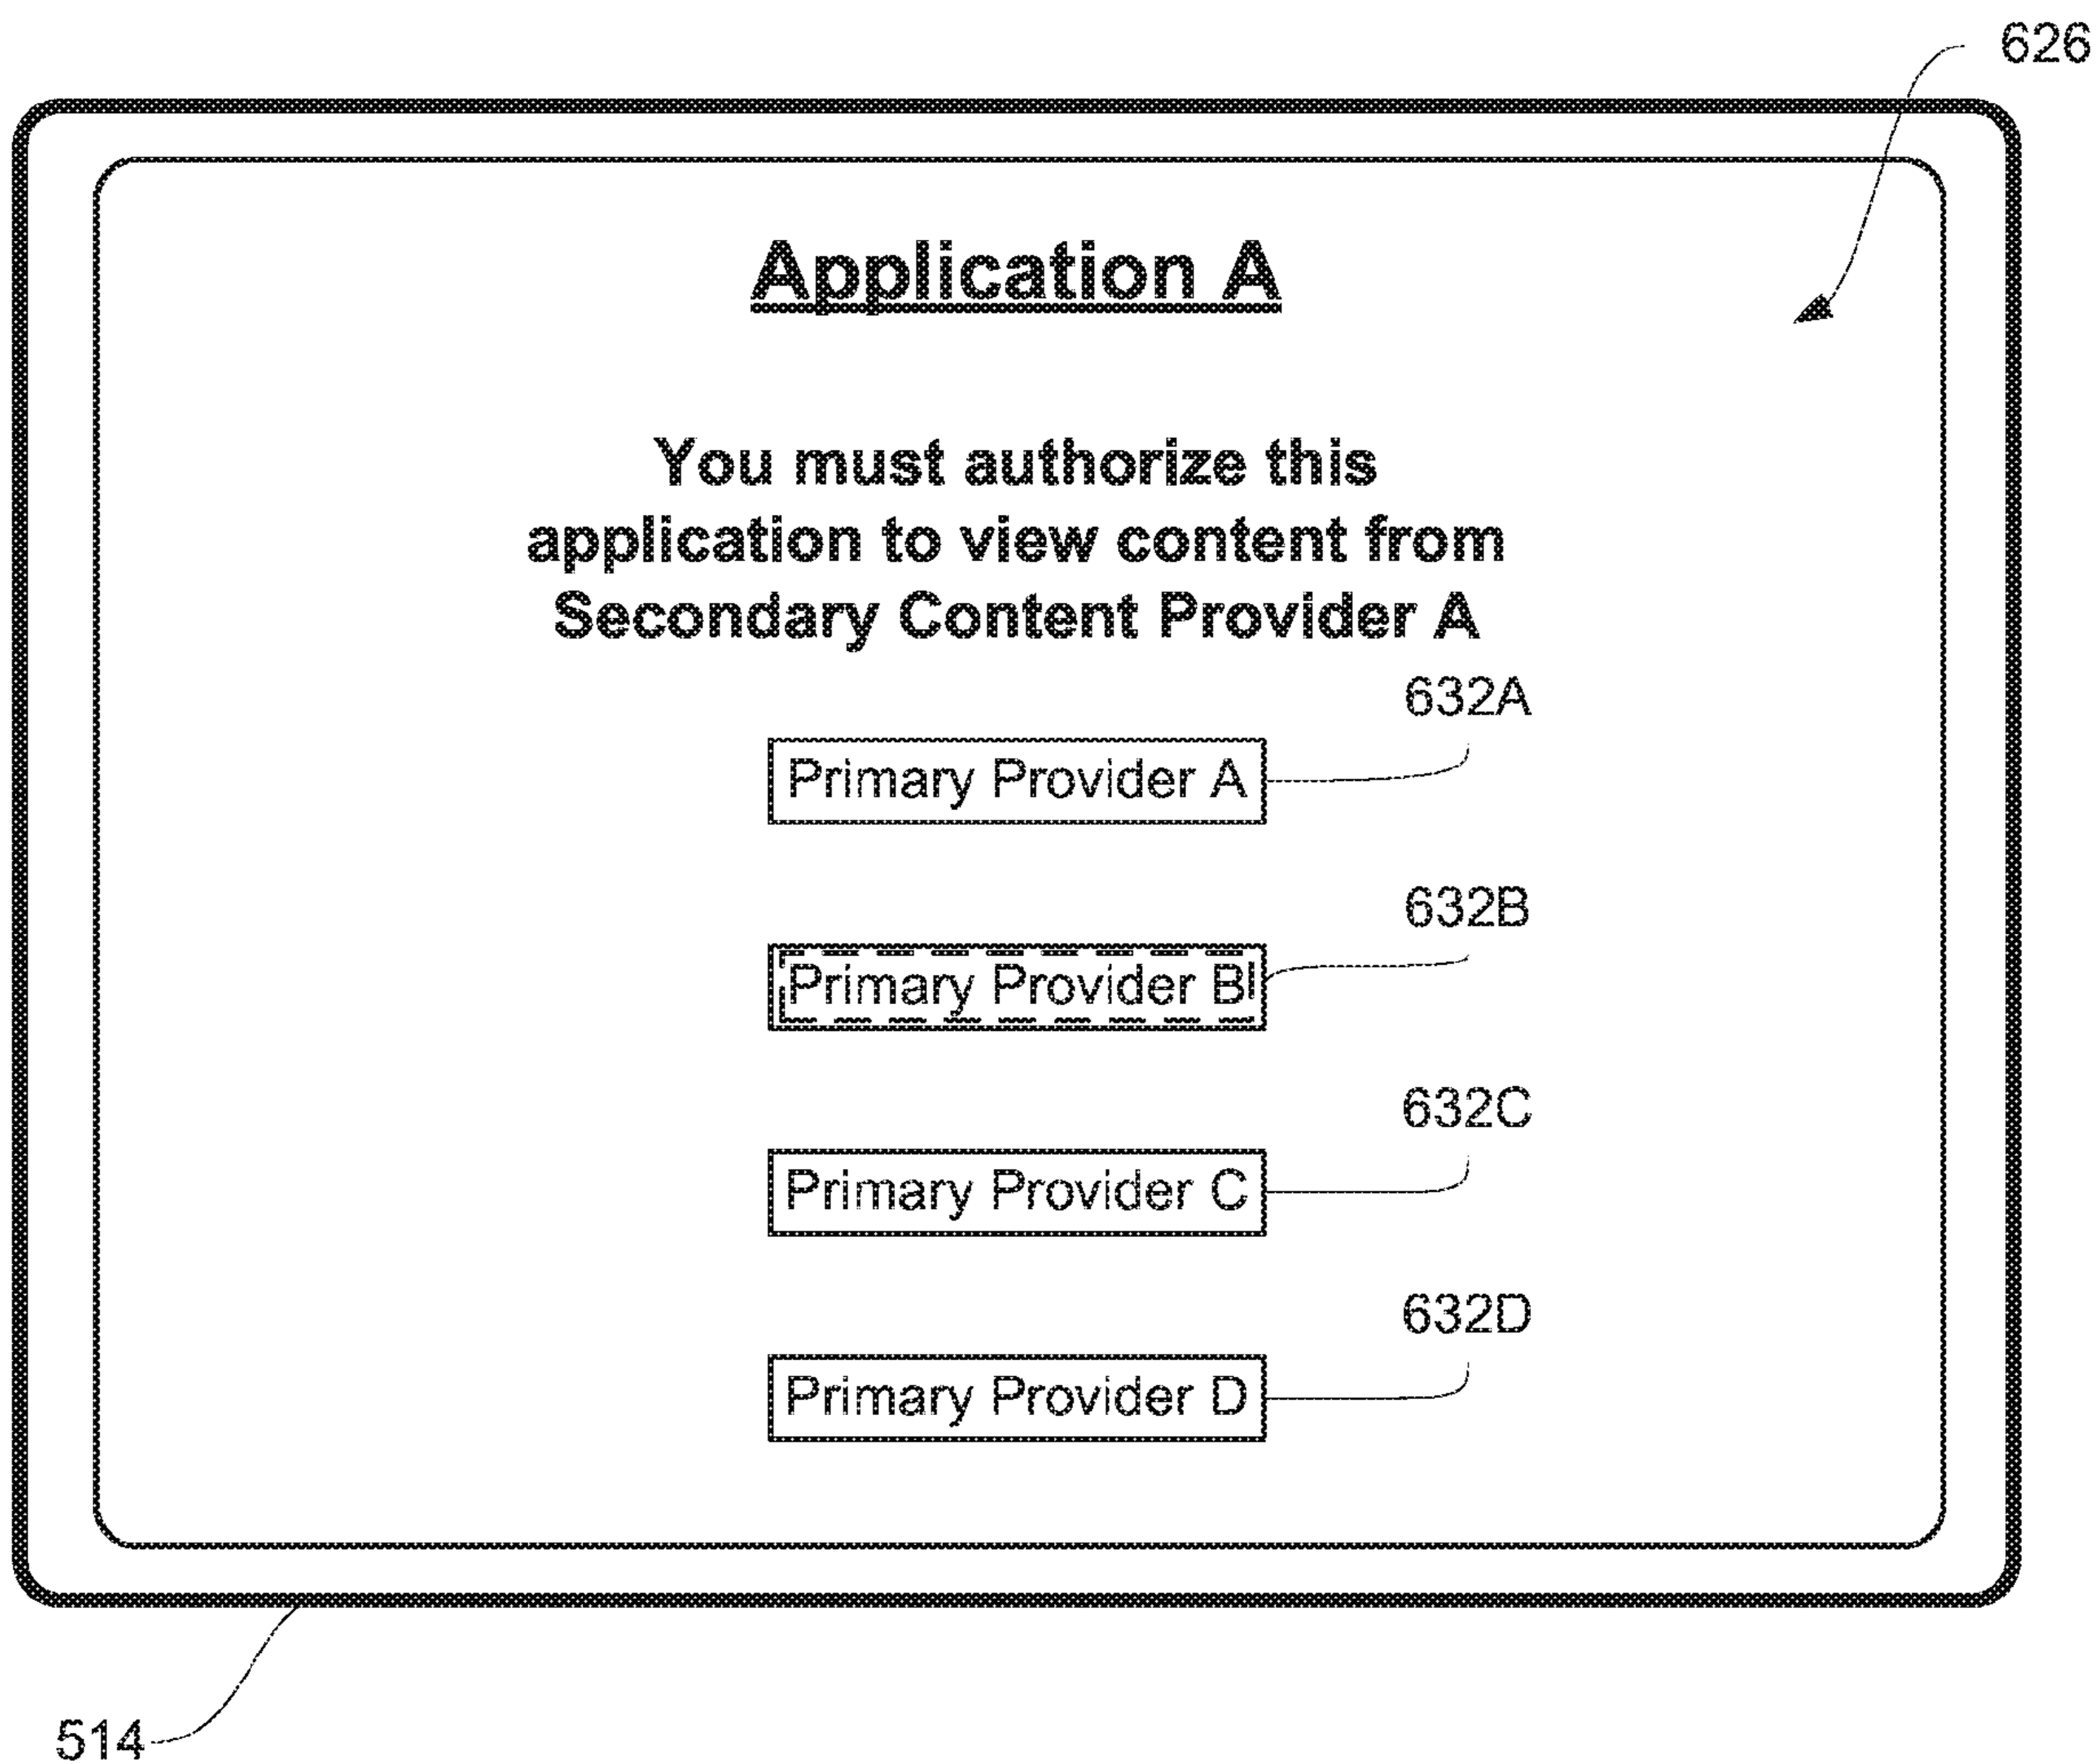 626
Application A
You must authorize this
application to view content from
Secondary Content Provider A
632A
Primary Provider A
632B
Primary Provider B
632C
Primary Provider C
632D
Primary Provider D
514